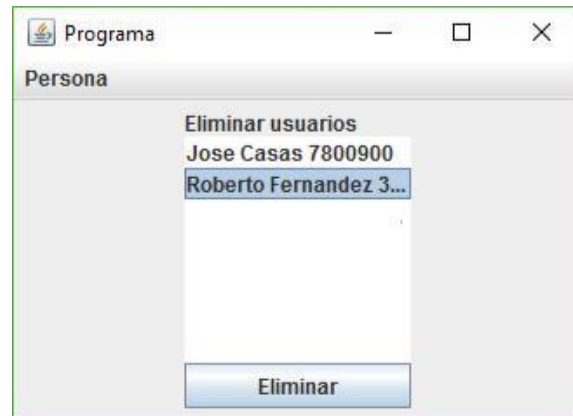 Programa
Persona
Eliminar usuarios
Jose Casas 7800900
Roberto Fernandez 3...
Eliminar